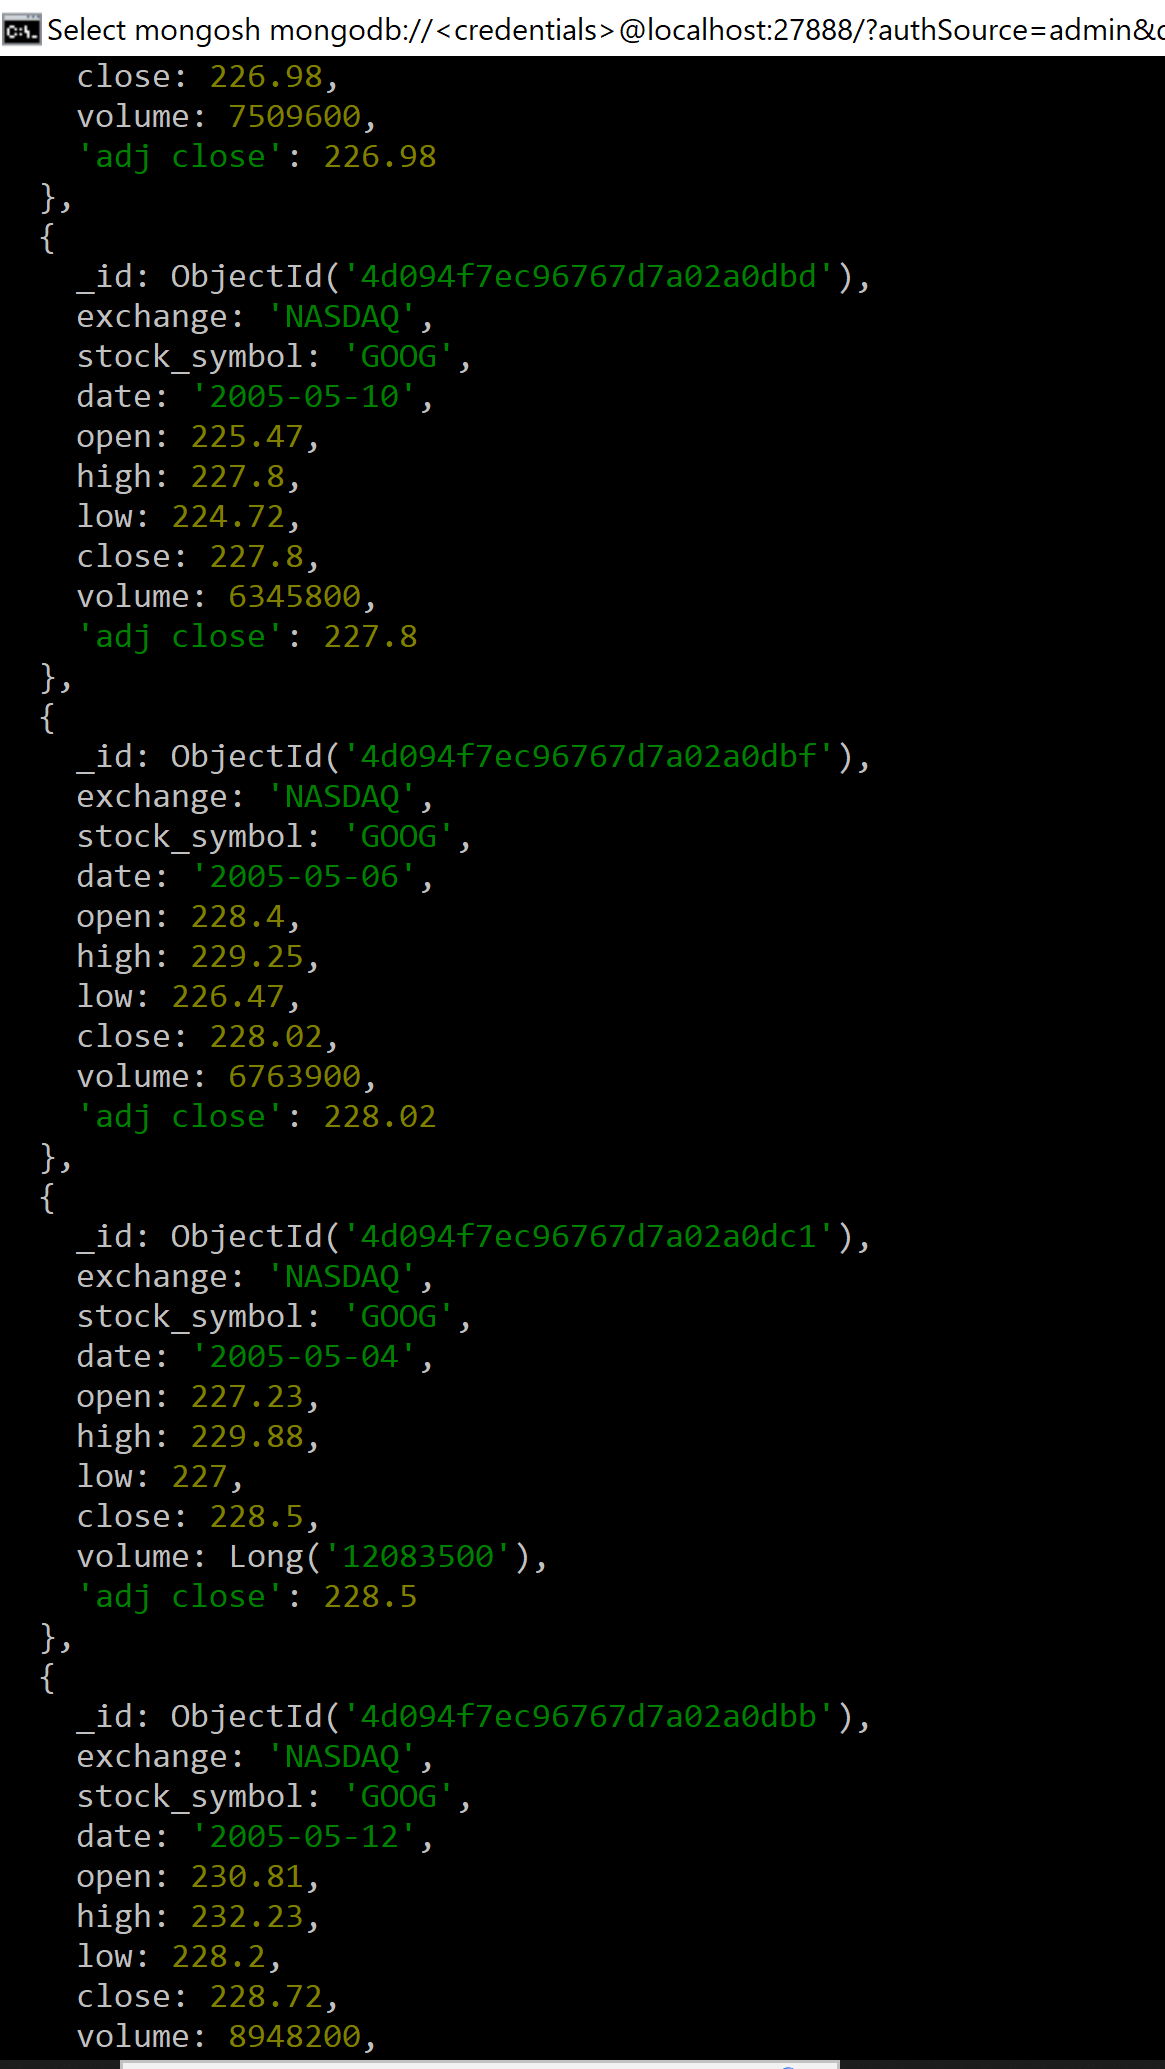 Select mongosh mongodb://<credentials>@localhost:27888/?authSource=admin&
close: 226.98,
volume: 7509600,
'adj close': 226.98
},
{
_id: ObjectId('4d094f7ec96767d7a02a0dbd'),
exchange: 'NASDAQ',
stock_symbol: 'GOOG',
date: '2005-05-10',
open: 225.47,
high: 227.8,
low: 224.72,
close: 227.8,
volume: 6345800,
'adj close': 227.8
},
{
_id: ObjectId('4d094f7ec96767d7a02a0dbf'),
exchange: 'NASDAQ',
stock_symbol: 'GOOG',
date: '2005-05-06',
open: 228.4,
high: 229.25,
low: 226.47,
close: 228.02,
volume: 6763900,
'adj close': 228.02
},
{
_id: ObjectId('4d094f7ec96767d7a02a0dc1'),
exchange: 'NASDAQ',
stock_symbol: 'GOOG',
date: '2005-05-04',
open: 227.23,
high: 229.88,
low: 227,
close: 228.5,
volume: Long('12083500'),
'adj close': 228.5
},
{
_id: ObjectId('4d094f7ec96767d7a02a0dbb'),
exchange: 'NASDAQ',
stock_symbol: 'GOOG',
date: '2005-05-12',
open: 230.81,
high: 232.23,
low: 228.2,
close: 228.72,
volume: 8948200,